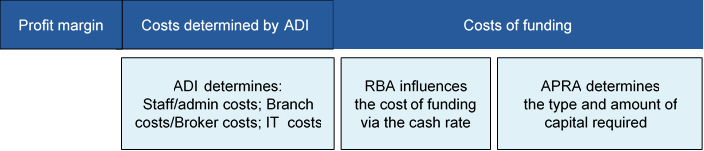 Profit margin
Costs determined by ADI
Costs of funding
ADI determines:
Staff/admin costs; Branch
costs/Broker costs; IT costs
RBA influences
the cost of funding
via the cash rate
APRA determines
the type and amount of
capital required